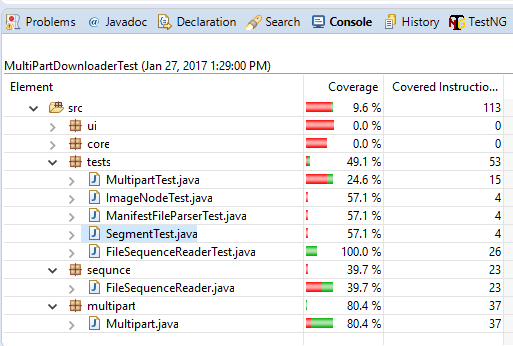 Problems Javadoc Declaration Search Console History TestNG
MultiPartDownloaderTest (Jan 27, 2017 1:29:00 PM)
Element Coverage Covered Instructio...
src 9.6 % 113
ui 0.0 % 0
core 0.0 % 0
tests 49.1 % 53
MultipartTest.java 24.6 % 15
ImageNodeTest.java 57.1 % 4
ManifestFileParserTest.java 57.1 % 4
SegmentTest.java 57.1 % 4
FileSequenceReaderTest.java 100.0 % 26
sequnce 39.7 % 23
FileSequenceReader.java 39.7 % 23
multipart 80.4 % 37
Multipart.java 80.4 % 37